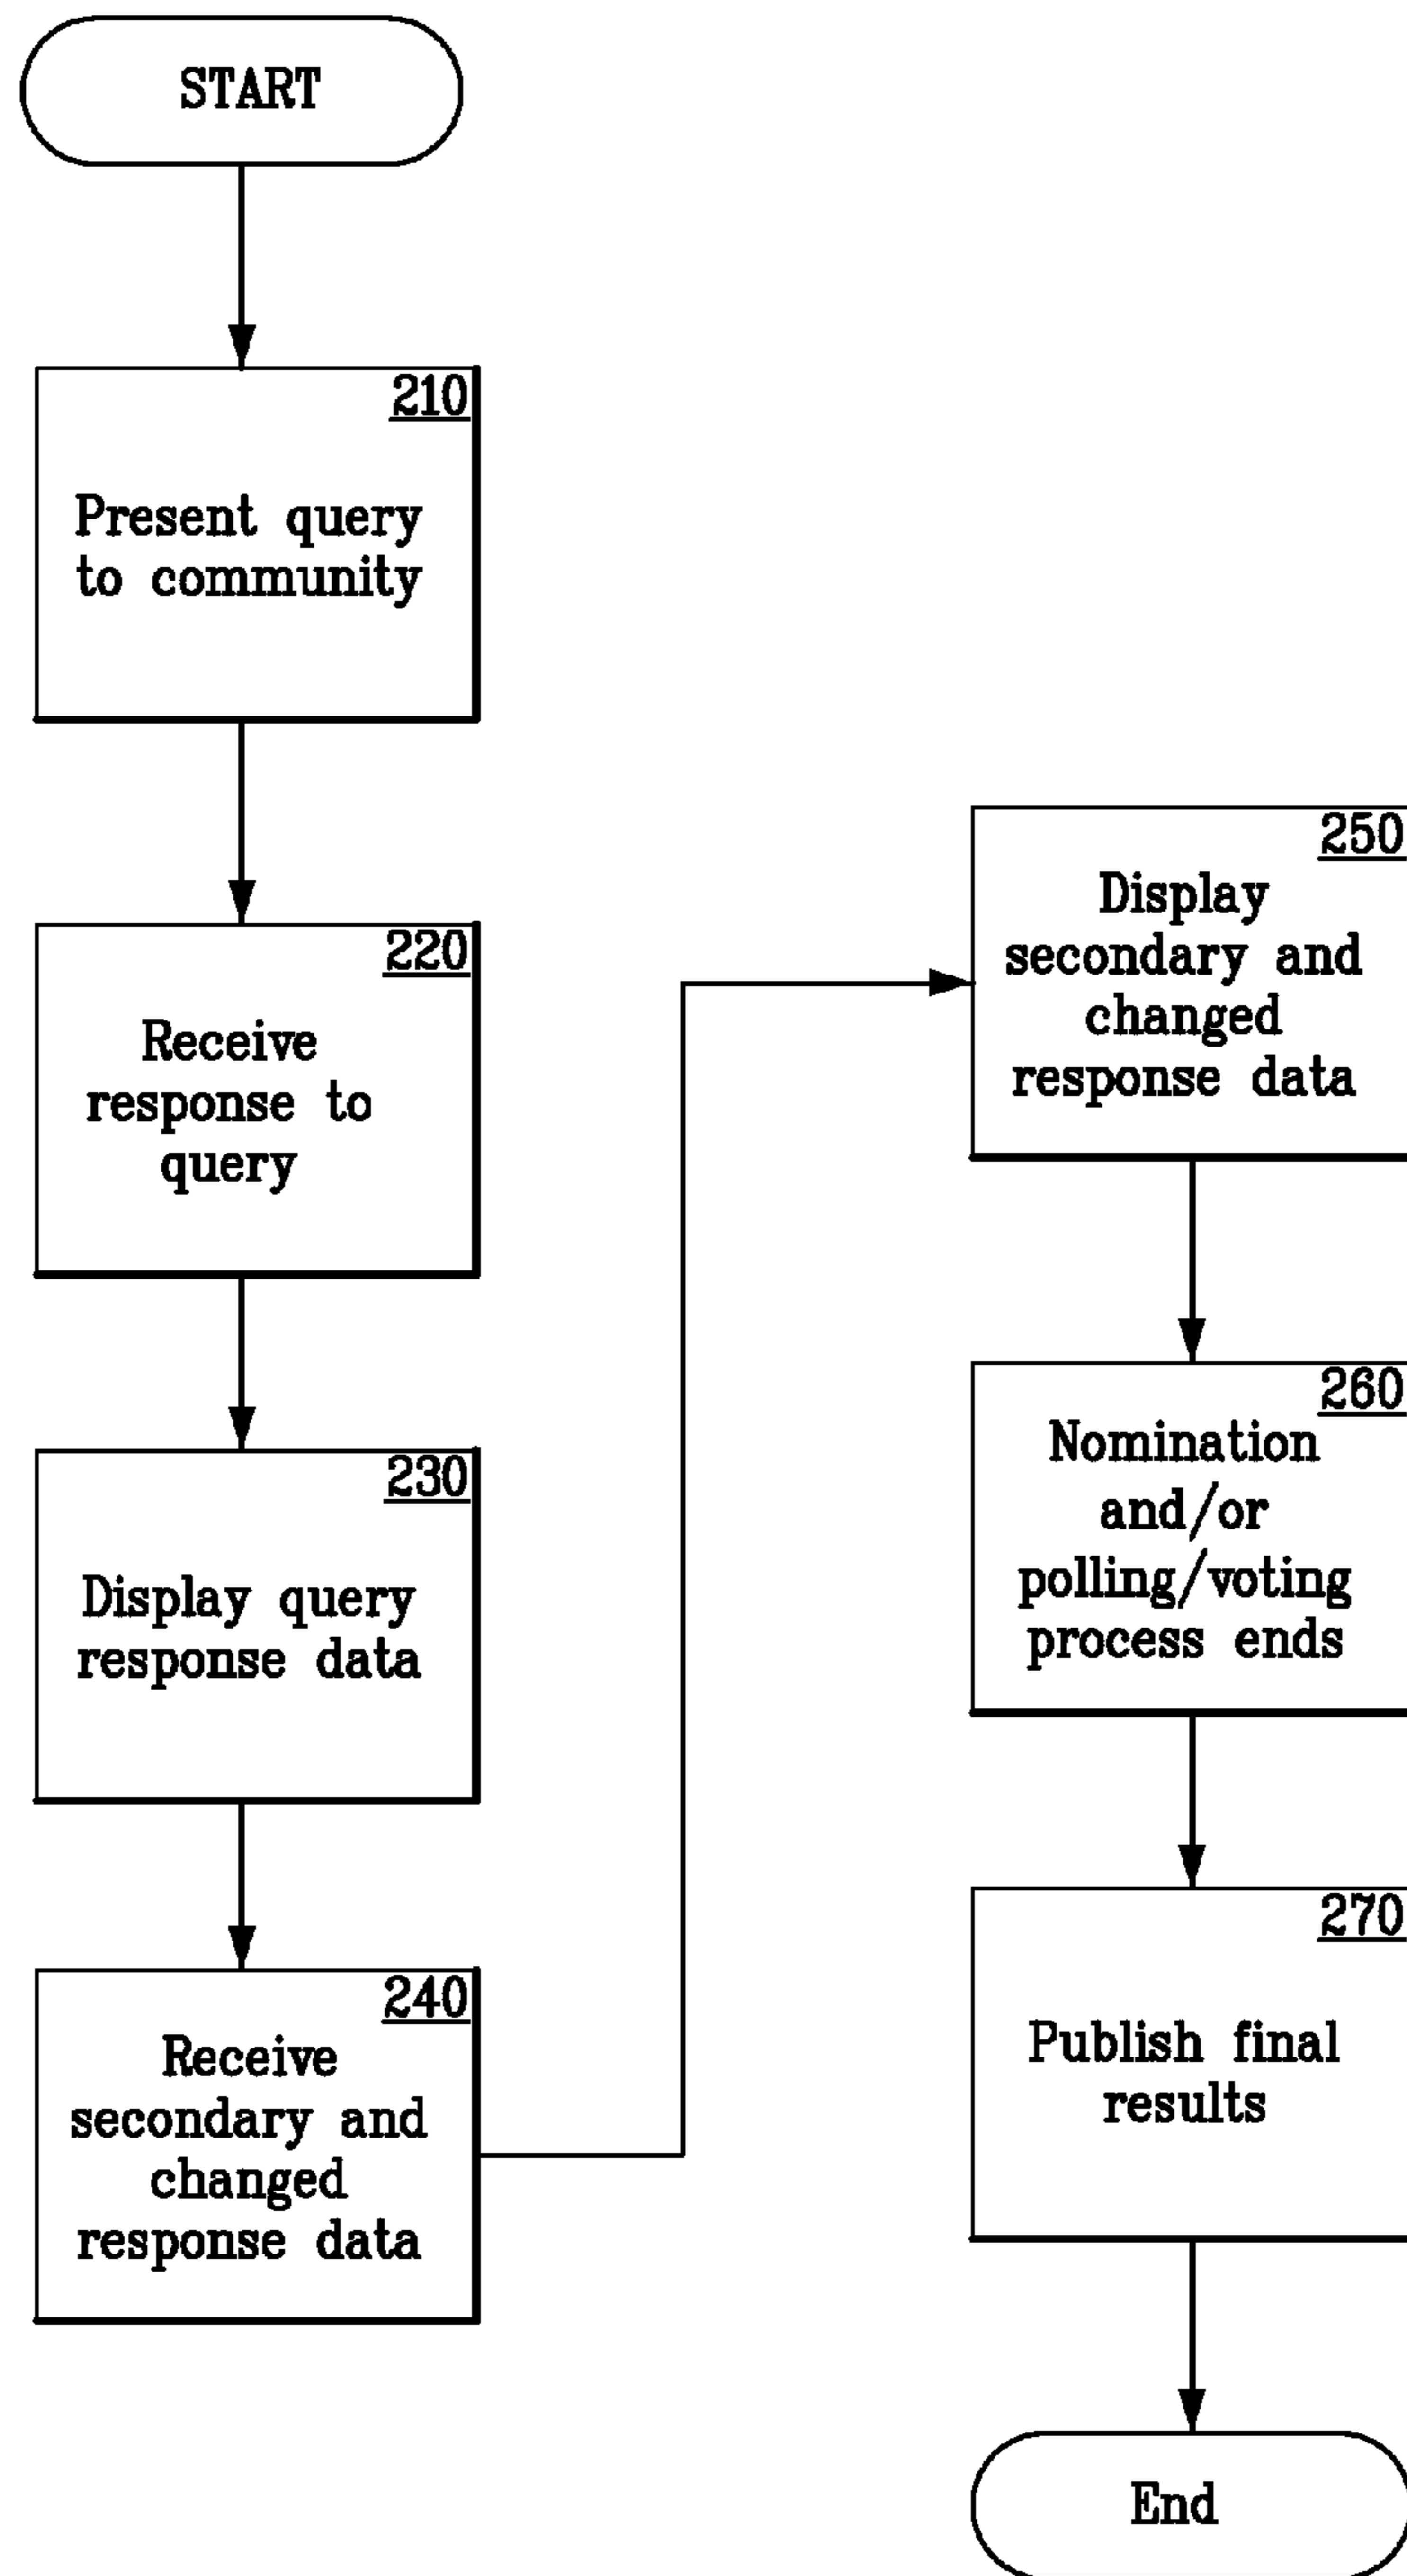 START
210
Present query
to community
220
Receive
response to
query
230
Display query
response data
240
Receive
secondary and
changed
response data
250
Display
secondary and
changed
response data
260
Nomination
and/or
polling/voting
process ends
270
Publish final
results
End